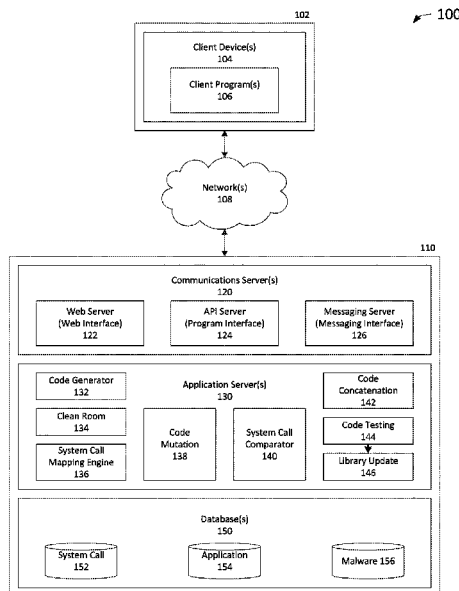 100
102
Client Device(s)
104
Client Program(s)
106
Network(s)
108
110
Communications Server(s)
120
Web Server
(Web Interface)
122
API Server
(Program Interface)
124
Messaging Server
(Messaging Interface)
126
Application Server(s)
130
Code Generator
132
Clean Room
134
System Call
Mapping Engine
136
Code
Mutation
138
System Call
Comparator
140
Code
Concatenation
142
Code Testing
144
Library Update
146
Database(s)
150
System Call
152
Application
154
Malware 156